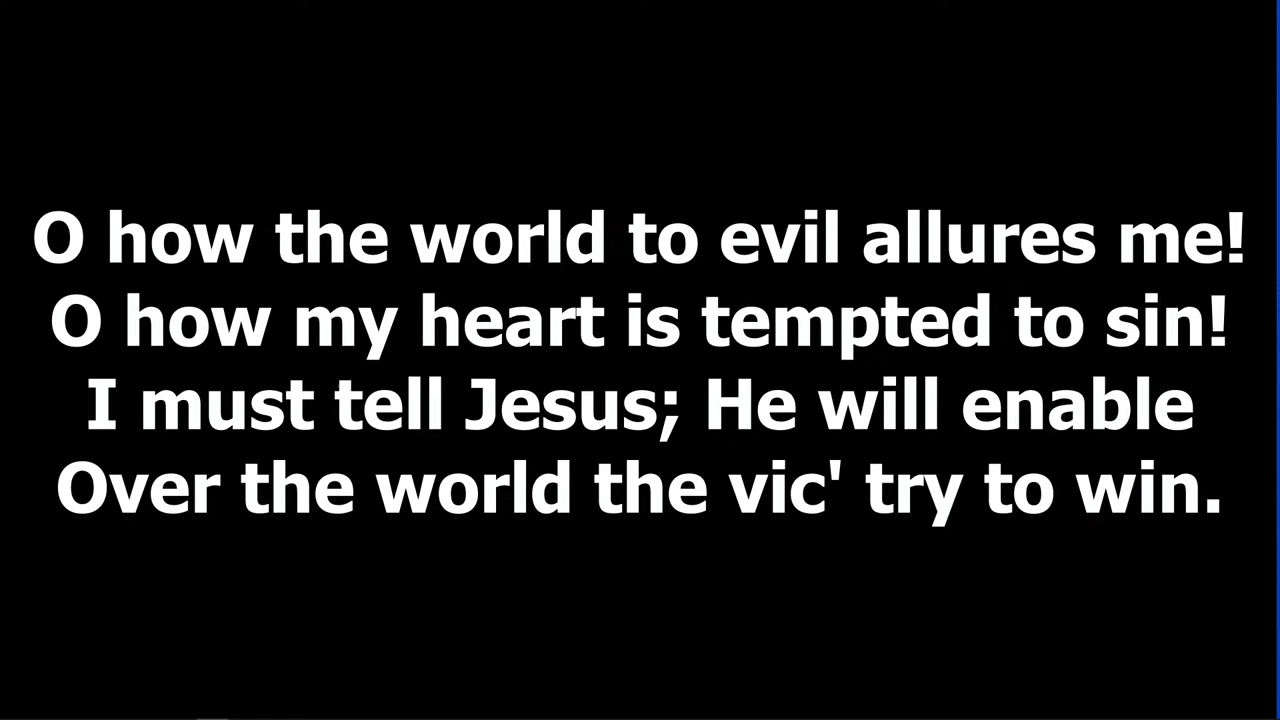 O how the world to evil allures me!
O how my heart is tempted to sin!
I must tell Jesus; He will enable
Over the world the vic' try to win.